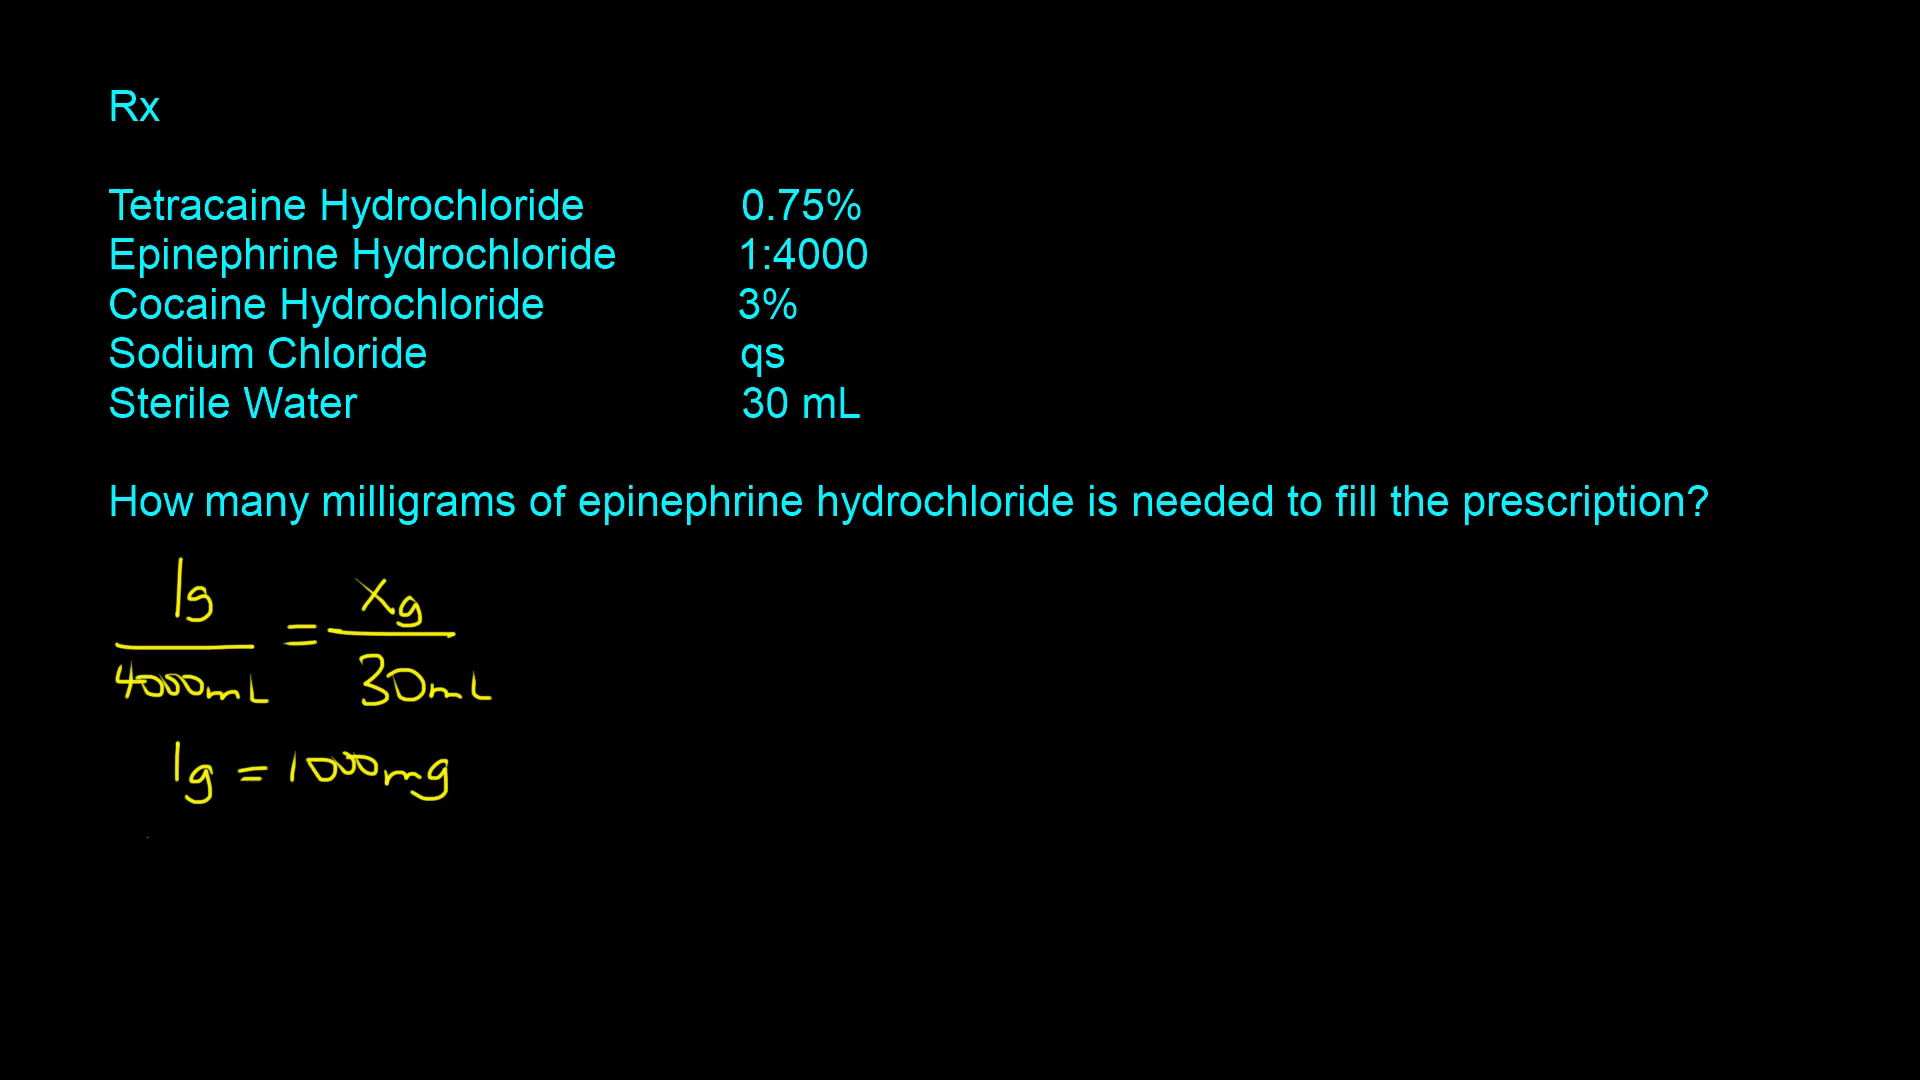 Rx
Tetracaine Hydrochloride 0.75%
Epinephrine Hydrochloride 1:4000
Cocaine Hydrochloride 3%
Sodium Chloride qs
Sterile Water 30 mL
How many milligrams of epinephrine hydrochloride is needed to fill the prescription?
1g = Xg
4000mL 30mL
1g = 1000mg